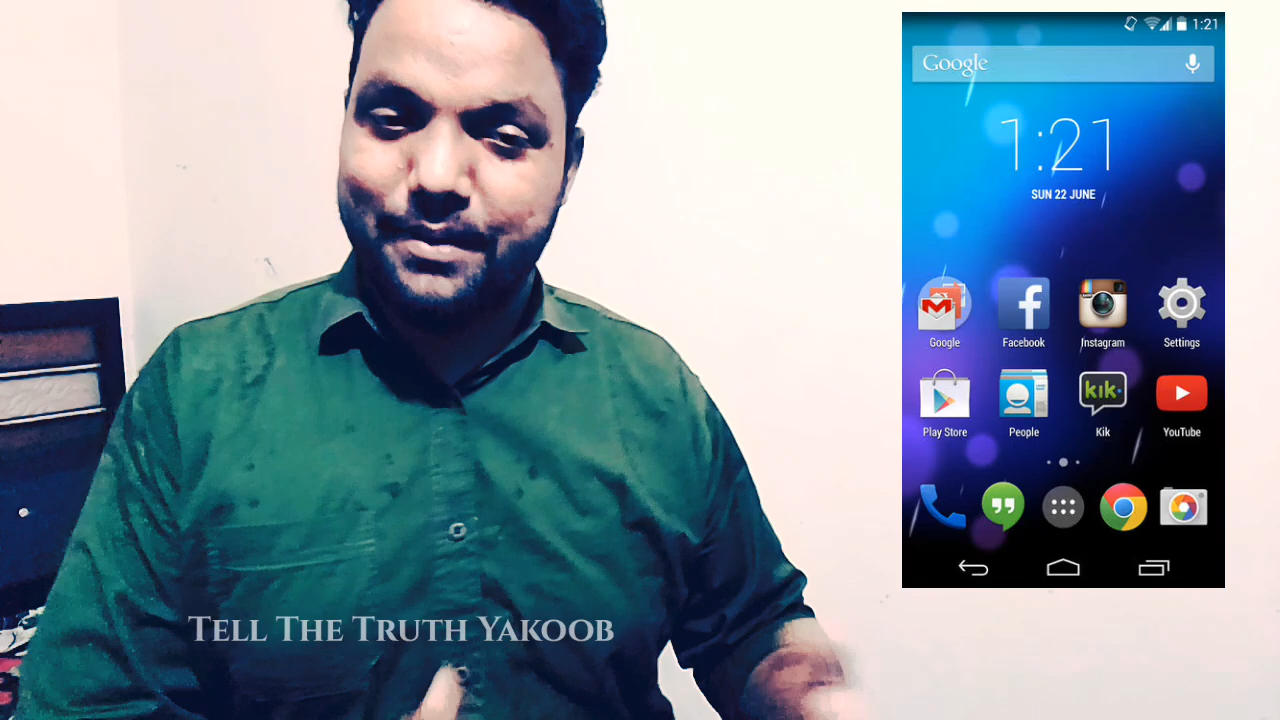 1:21
Google
1:21
SUN 22 JUNE
Google
Facebook
Instagram
Settings
kik
Play Store
People
Kik
YouTube
TELL THE TRUTH YAKOOB